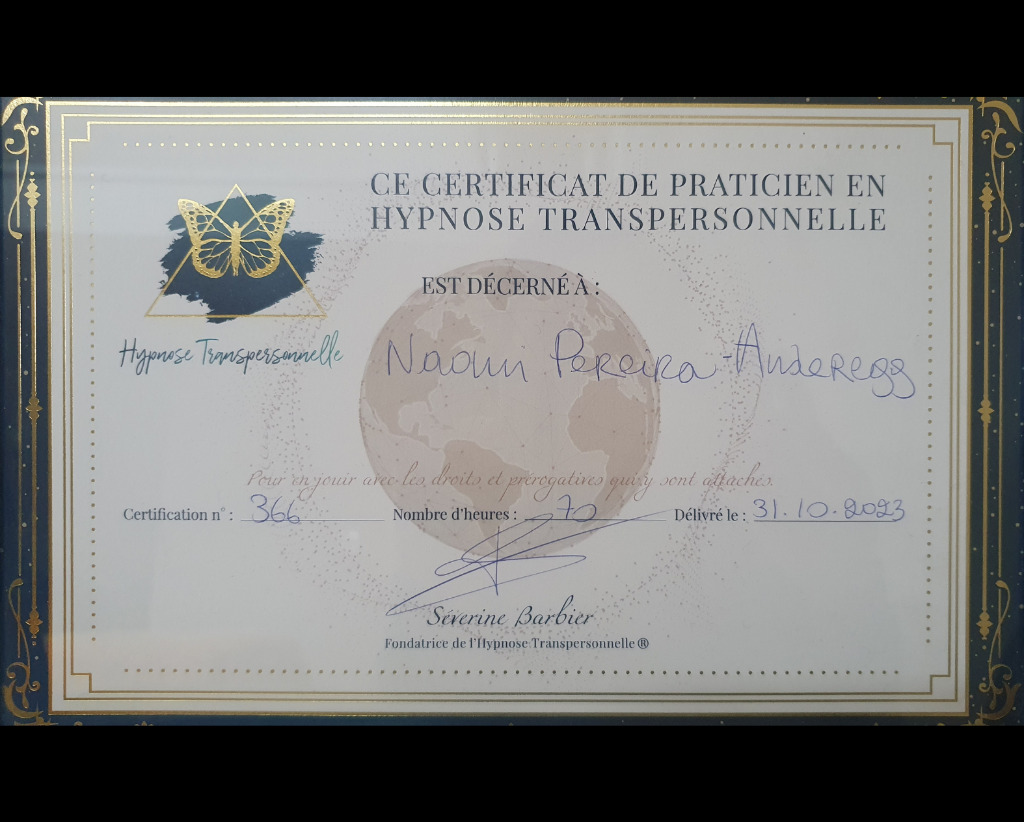 CE CERTIFICAT DE PRATICIEN EN
HYPNOSE TRANSPERSONNELLE
EST DÉCERNÉ À :
Hypnose Transpersonnelle
Naomi Pereira-Anderegg
Pour en jouir avec les droits et prérogatives qui y sont attachés.
Certification n° : 366 Nombre d'heures : 70 Délivré le : 31.10.2023
Séverine Barbier
Fondatrice de l'Hypnose Transpersonnelle®